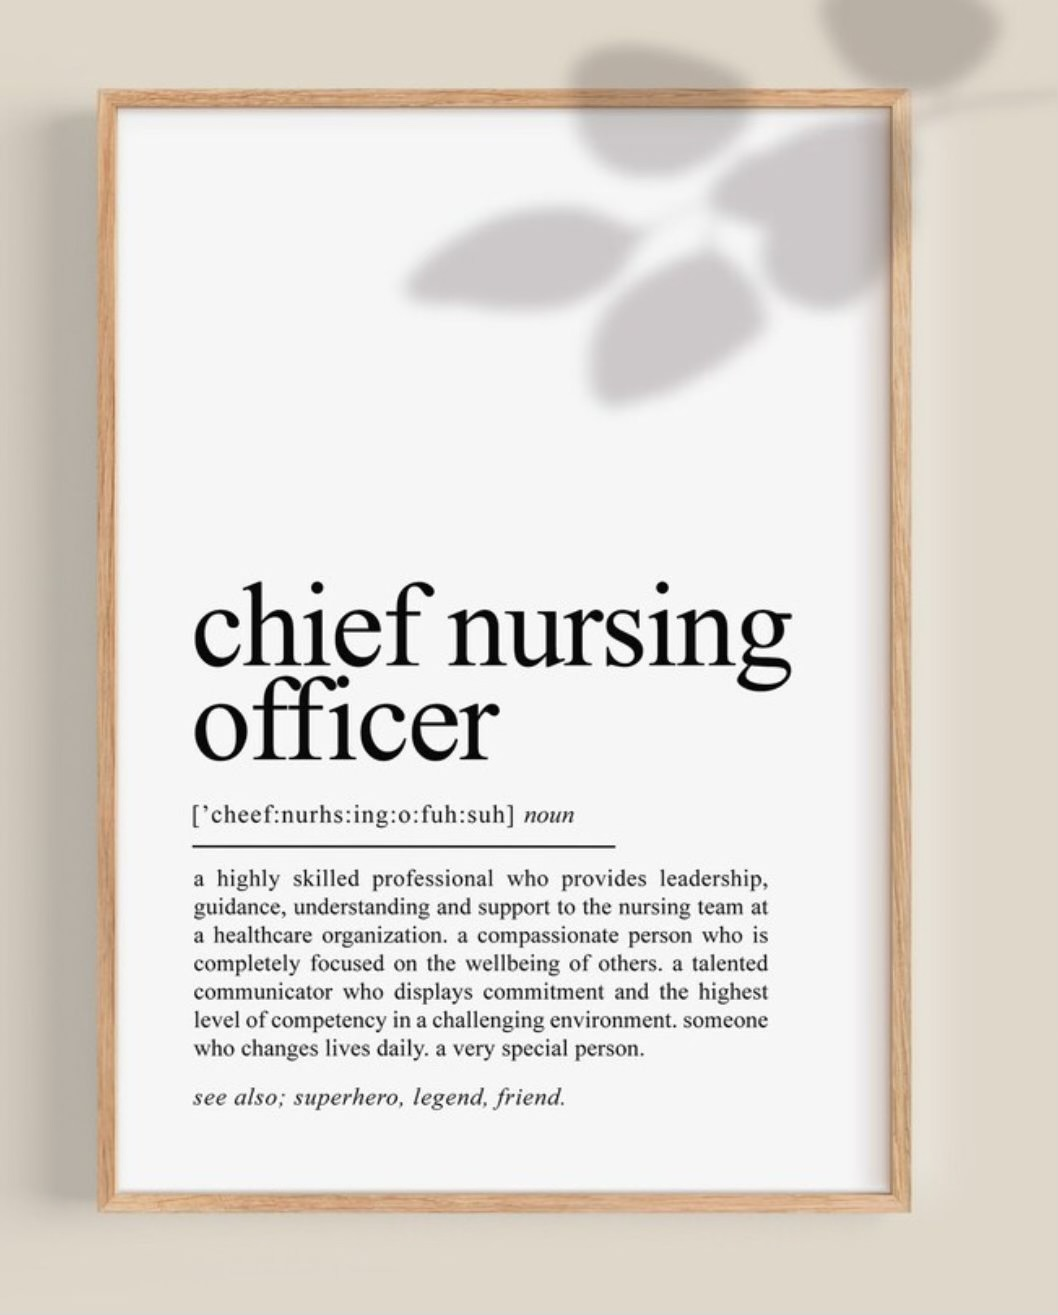 chief nursing
officer
[’cheef:nurhs:ing:o:fuh:suh] noun
a highly skilled professional who provides leadership,
guidance, understanding and support to the nursing team at
a healthcare organization. a compassionate person who is
completely focused on the wellbeing of others. a talented
communicator who displays commitment and the highest
level of competency in a challenging environment. someone
who changes lives daily. a very special person.
see also; superhero, legend, friend.